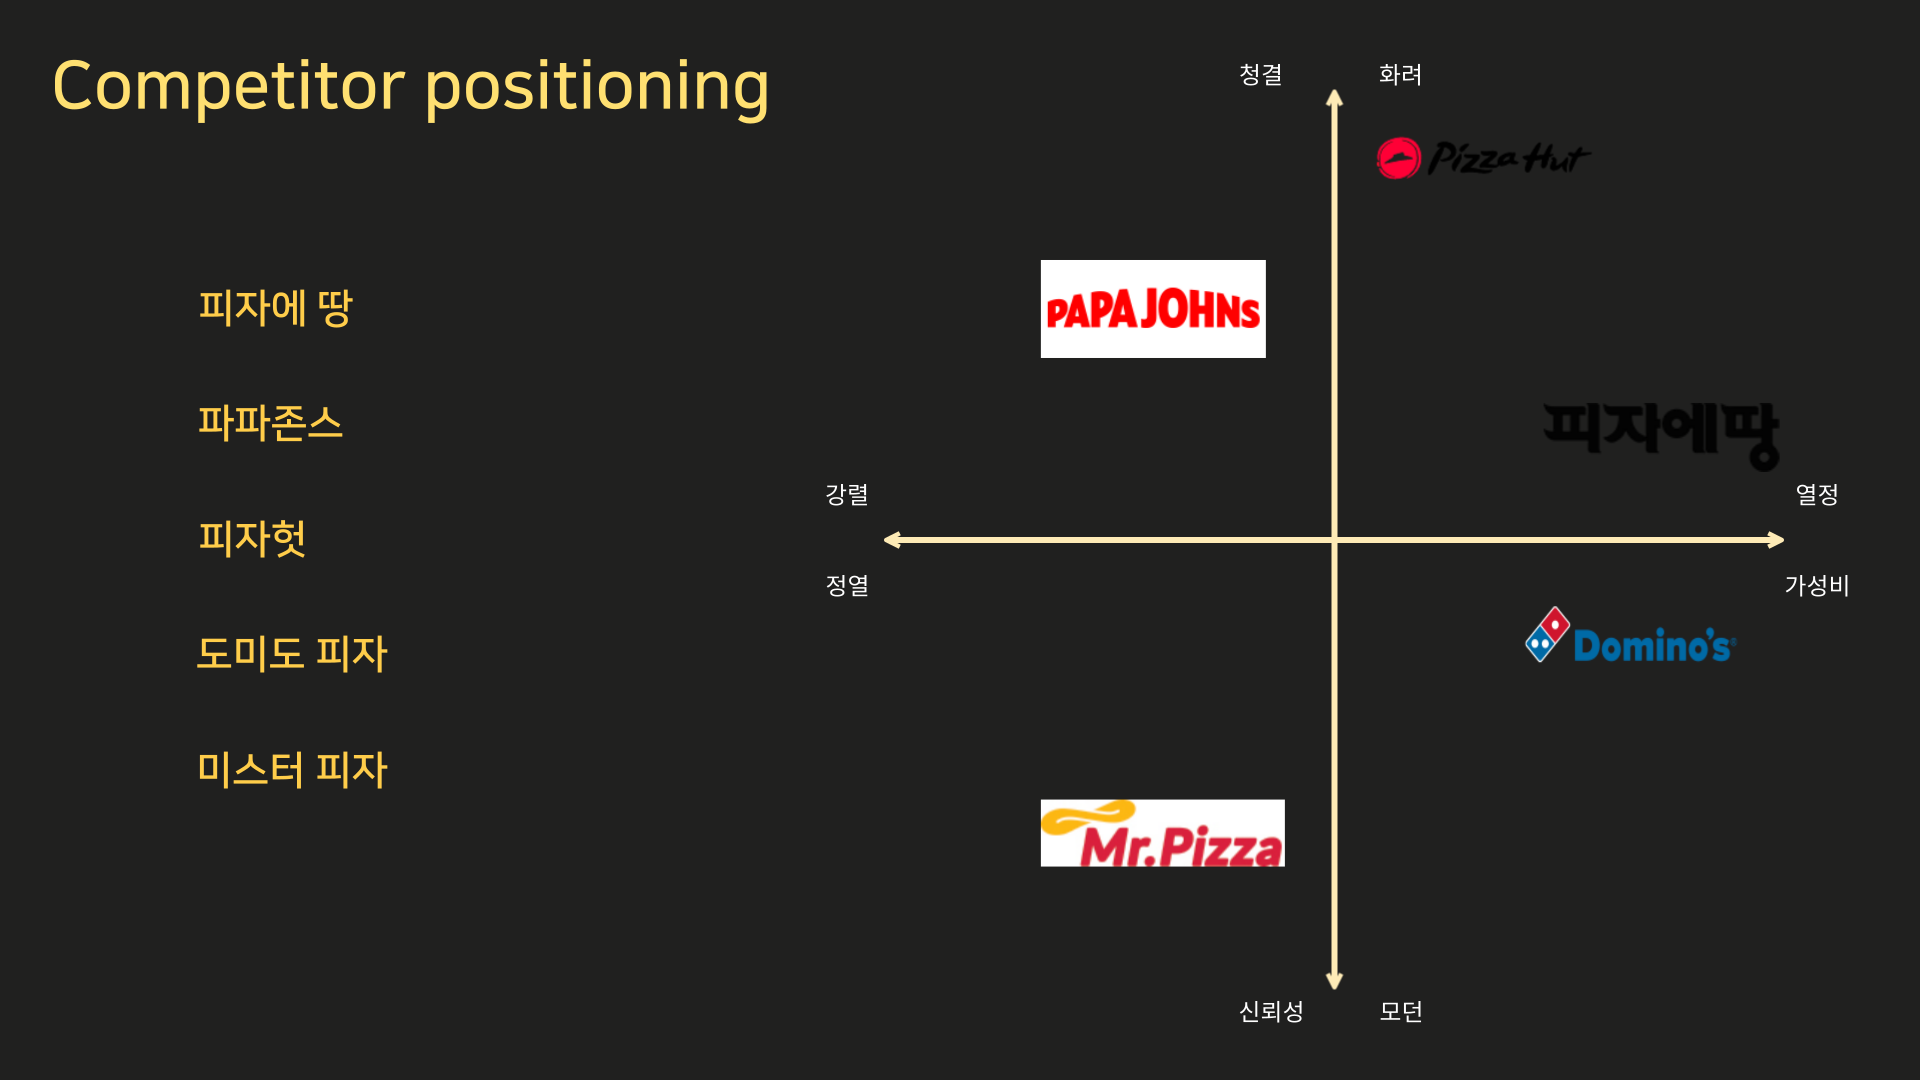 Competitor positioning
피자에 땅
파파존스
피자헛
도미도 피자
미스터 피자
청결
화려
Pizza Hut
PAPA JOHNS
피자에땅
강렬
열정
정열
가성비
Domino's®
Mr.Pizza
신뢰성
모던